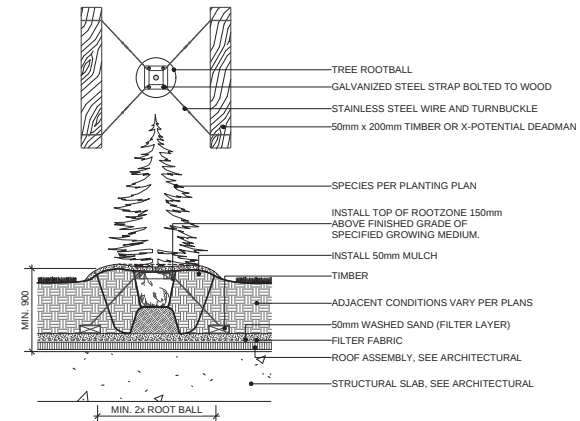 TREE ROOTBALL
GALVANIZED STEEL STRAP BOLTED TO WOOD
STAINLESS STEEL WIRE AND TURNBUCKLE
50mm x 200mm TIMBER OR X-POTENTIAL DEADMAN
SPECIES PER PLANTING PLAN
INSTALL TOP OF ROOTZONE 150mm
ABOVE FINISHED GRADE OF
SPECIFIED GROWING MEDIUM.
INSTALL 50mm MULCH
TIMBER
ADJACENT CONDITIONS VARY PER PLANS
50mm WASHED SAND (FILTER LAYER)
FILTER FABRIC
ROOF ASSEMBLY, SEE ARCHITECTURAL
STRUCTURAL SLAB, SEE ARCHITECTURAL
MIN. 900
MIN. 2x ROOT BALL